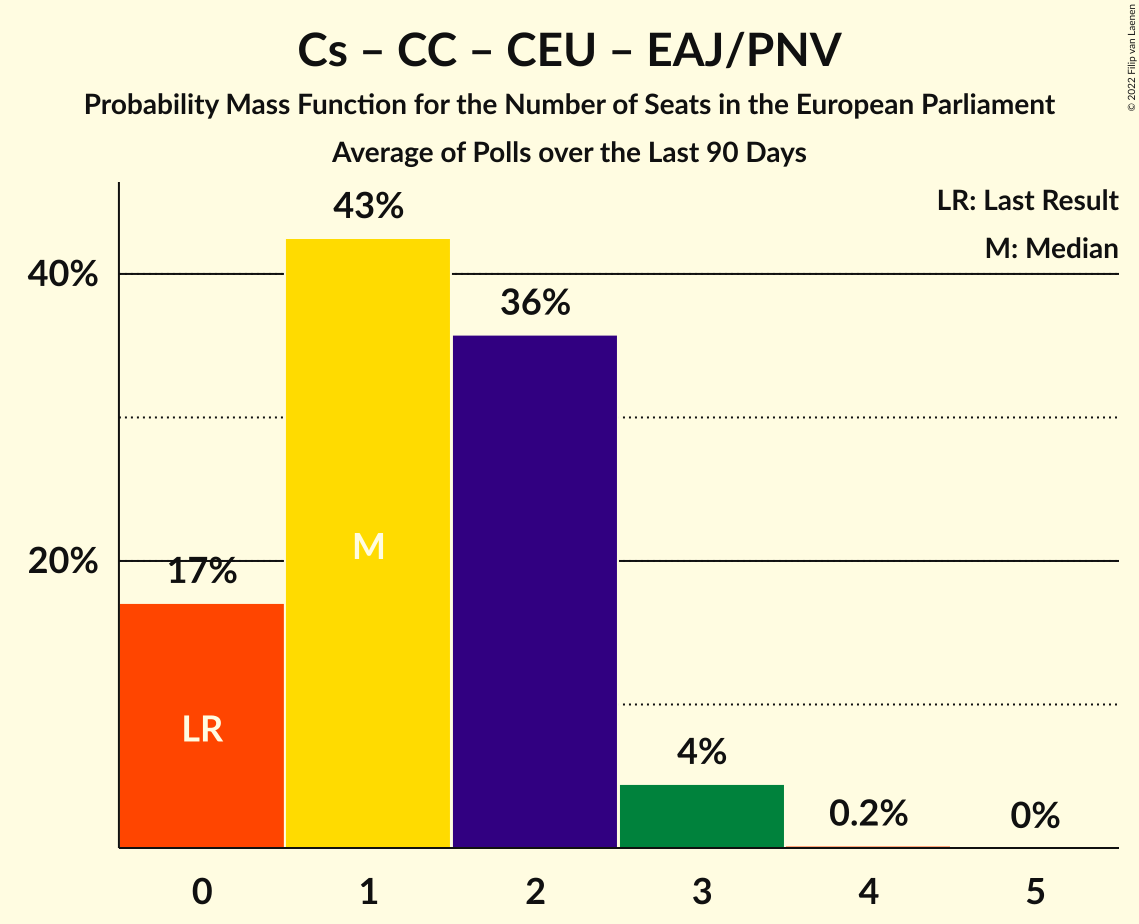 Cs – CC – CEU – EAJ/PNV
Probability Mass Function for the Number of Seats in the European Parliament
Average of Polls over the Last 90 Days
© 2022 Filip van Laenen
LR: Last Result
M: Median
43%
40%
36%
M
20%
17%
LR
4%
0.2%
0%
0 1 2 3 4 5